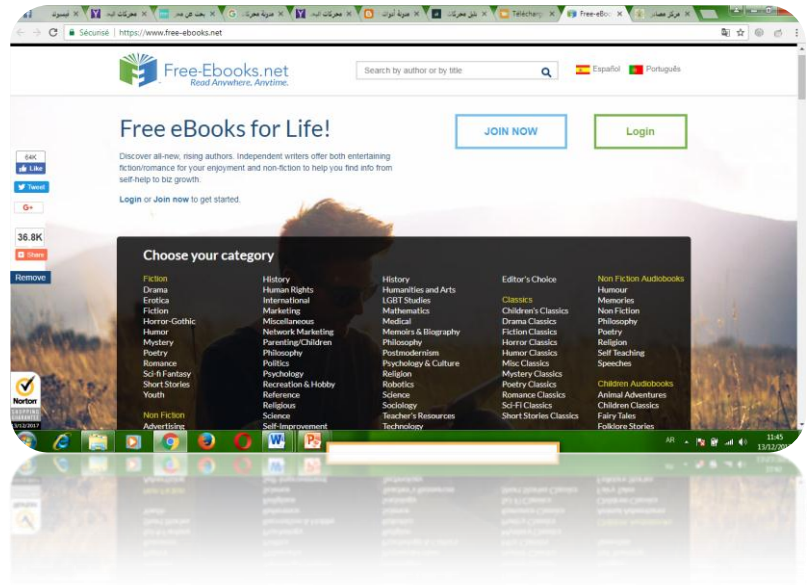 Télécharg
Free-eBoo
مركز مصادر
Sécurisé
https://www.free-ebooks.net
Free-Ebooks.net
Read Anywhere, Anytime.
Search by author or by title
Español
Português
Free eBooks for Life!
JOIN NOW
Login
Discover all-new, rising authors. Independent writers offer both entertaining
fiction/romance for your enjoyment and non-fiction to help you find info from
self-help to biz growth.
Login or Join now to get started.
64K
Like
Tweet
G+
36.8K
Share
Remove
Choose your category
Fiction
Drama
Erotica
Fiction
Horror-Gothic
Humor
Mystery
Poetry
Romance
Sci-fi Fantasy
Short Stories
Youth
Non Fiction
Advertising
History
Human Rights
International
Marketing
Miscellaneous
Network Marketing
Parenting/Children
Philosophy
Politics
Psychology
Recreation & Hobby
Reference
Religious
Science
Self-Improvement
History
Humanities and Arts
LGBT Studies
Mathematics
Medical
Memoirs & Biography
Philosophy
Postmodernism
Psychology & Culture
Religion
Robotics
Science
Sociology
Teacher's Resources
Technology
Editor's Choice
Classics
Children's Classics
Drama Classics
Fiction Classics
Horror Classics
Humor Classics
Misc Classics
Mystery Classics
Poetry Classics
Romance Classics
Sci-Fi Classics
Short Stories Classics
Non Fiction Audiobooks
Humour
Memories
Non Fiction
Philosophy
Poetry
Religion
Self Teaching
Speeches
Children Audiobooks
Animal Adventures
Children Classics
Fairy Tales
Folklore Stories
Norton
SHOPPING
GUARANTEE
13/12/2017
AR
11:45
13/12/20